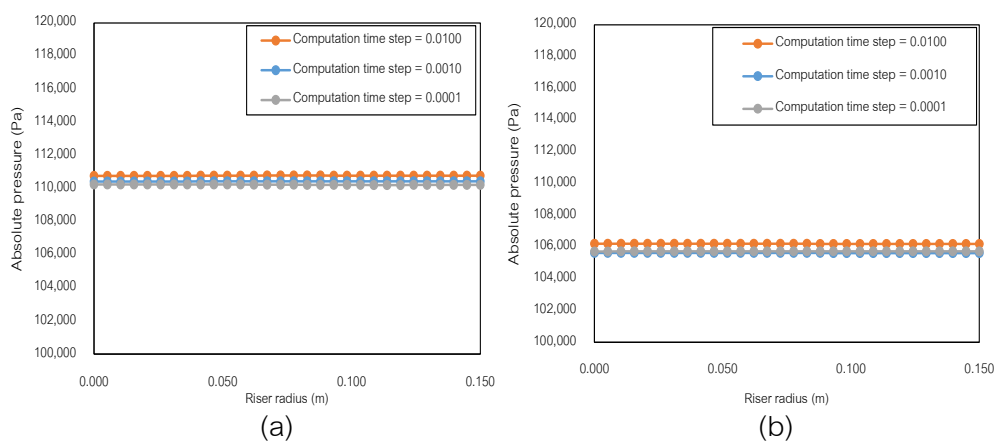 120,000
118,000
116,000
114,000
112,000
110,000
108,000
106,000
104,000
102,000
100,000
Absolute pressure (Pa)
Computation time step = 0.0100
Computation time step = 0.0010
Computation time step = 0.0001
0.000 0.050 0.100 0.150
Riser radius (m)
(a)
120,000
118,000
116,000
114,000
112,000
110,000
108,000
106,000
104,000
102,000
100,000
Absolute pressure (Pa)
Computation time step = 0.0100
Computation time step = 0.0010
Computation time step = 0.0001
0.000 0.050 0.100 0.150
Riser radius (m)
(b)